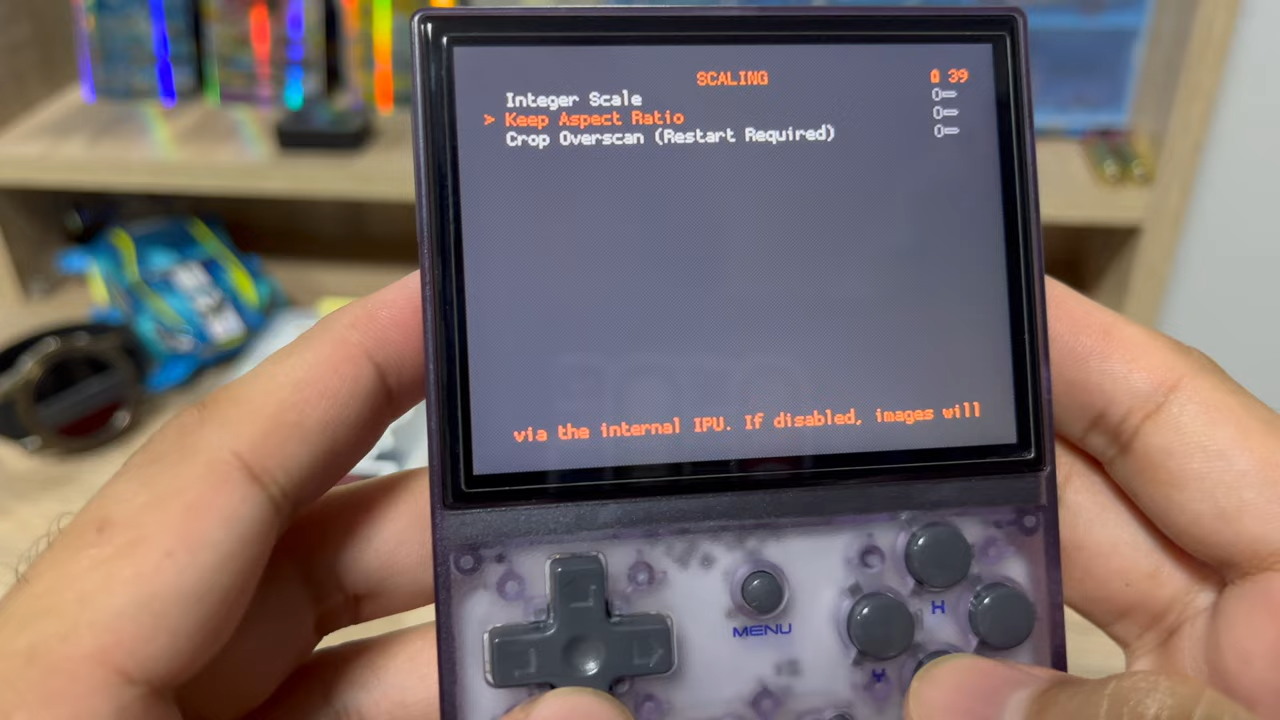 SCALING 39
Integer Scale
> Keep Aspect Ratio
Crop Overscan (Restart Required)
via the internal IPU. If disabled, images will
MENU
X
Y